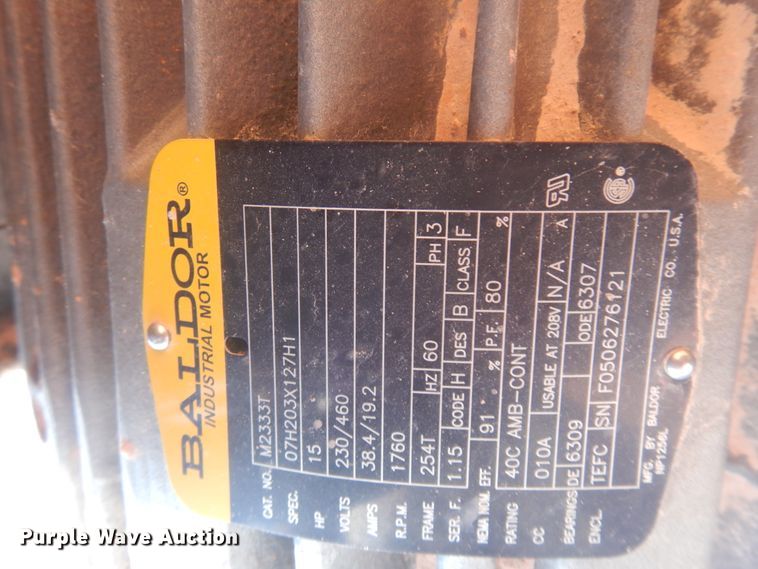 BALDOR®
INDUSTRIAL MOTOR
CAT. NO. M2333T
SPEC. 07H203X127H1
HP 15
VOLTS 230/460
AMPS 38.4/19.2
R.P.M. 1760
FRAME 254T HZ 60 PH 3
SER. F. 1.15 CODE H DES B CLASS F
NEMA NOM. EFF. 91 % P.F. 80 %
RATING 40C AMB-CONT
CC 010A USABLE AT 208V N/A A
BEARINGS DE 6309 ODE 6307
ENCL. TEFC SN F0506276121
MFG. BY BALDOR ELECTRIC CO., U.S.A.
NP1256L
Purple Wave Auction